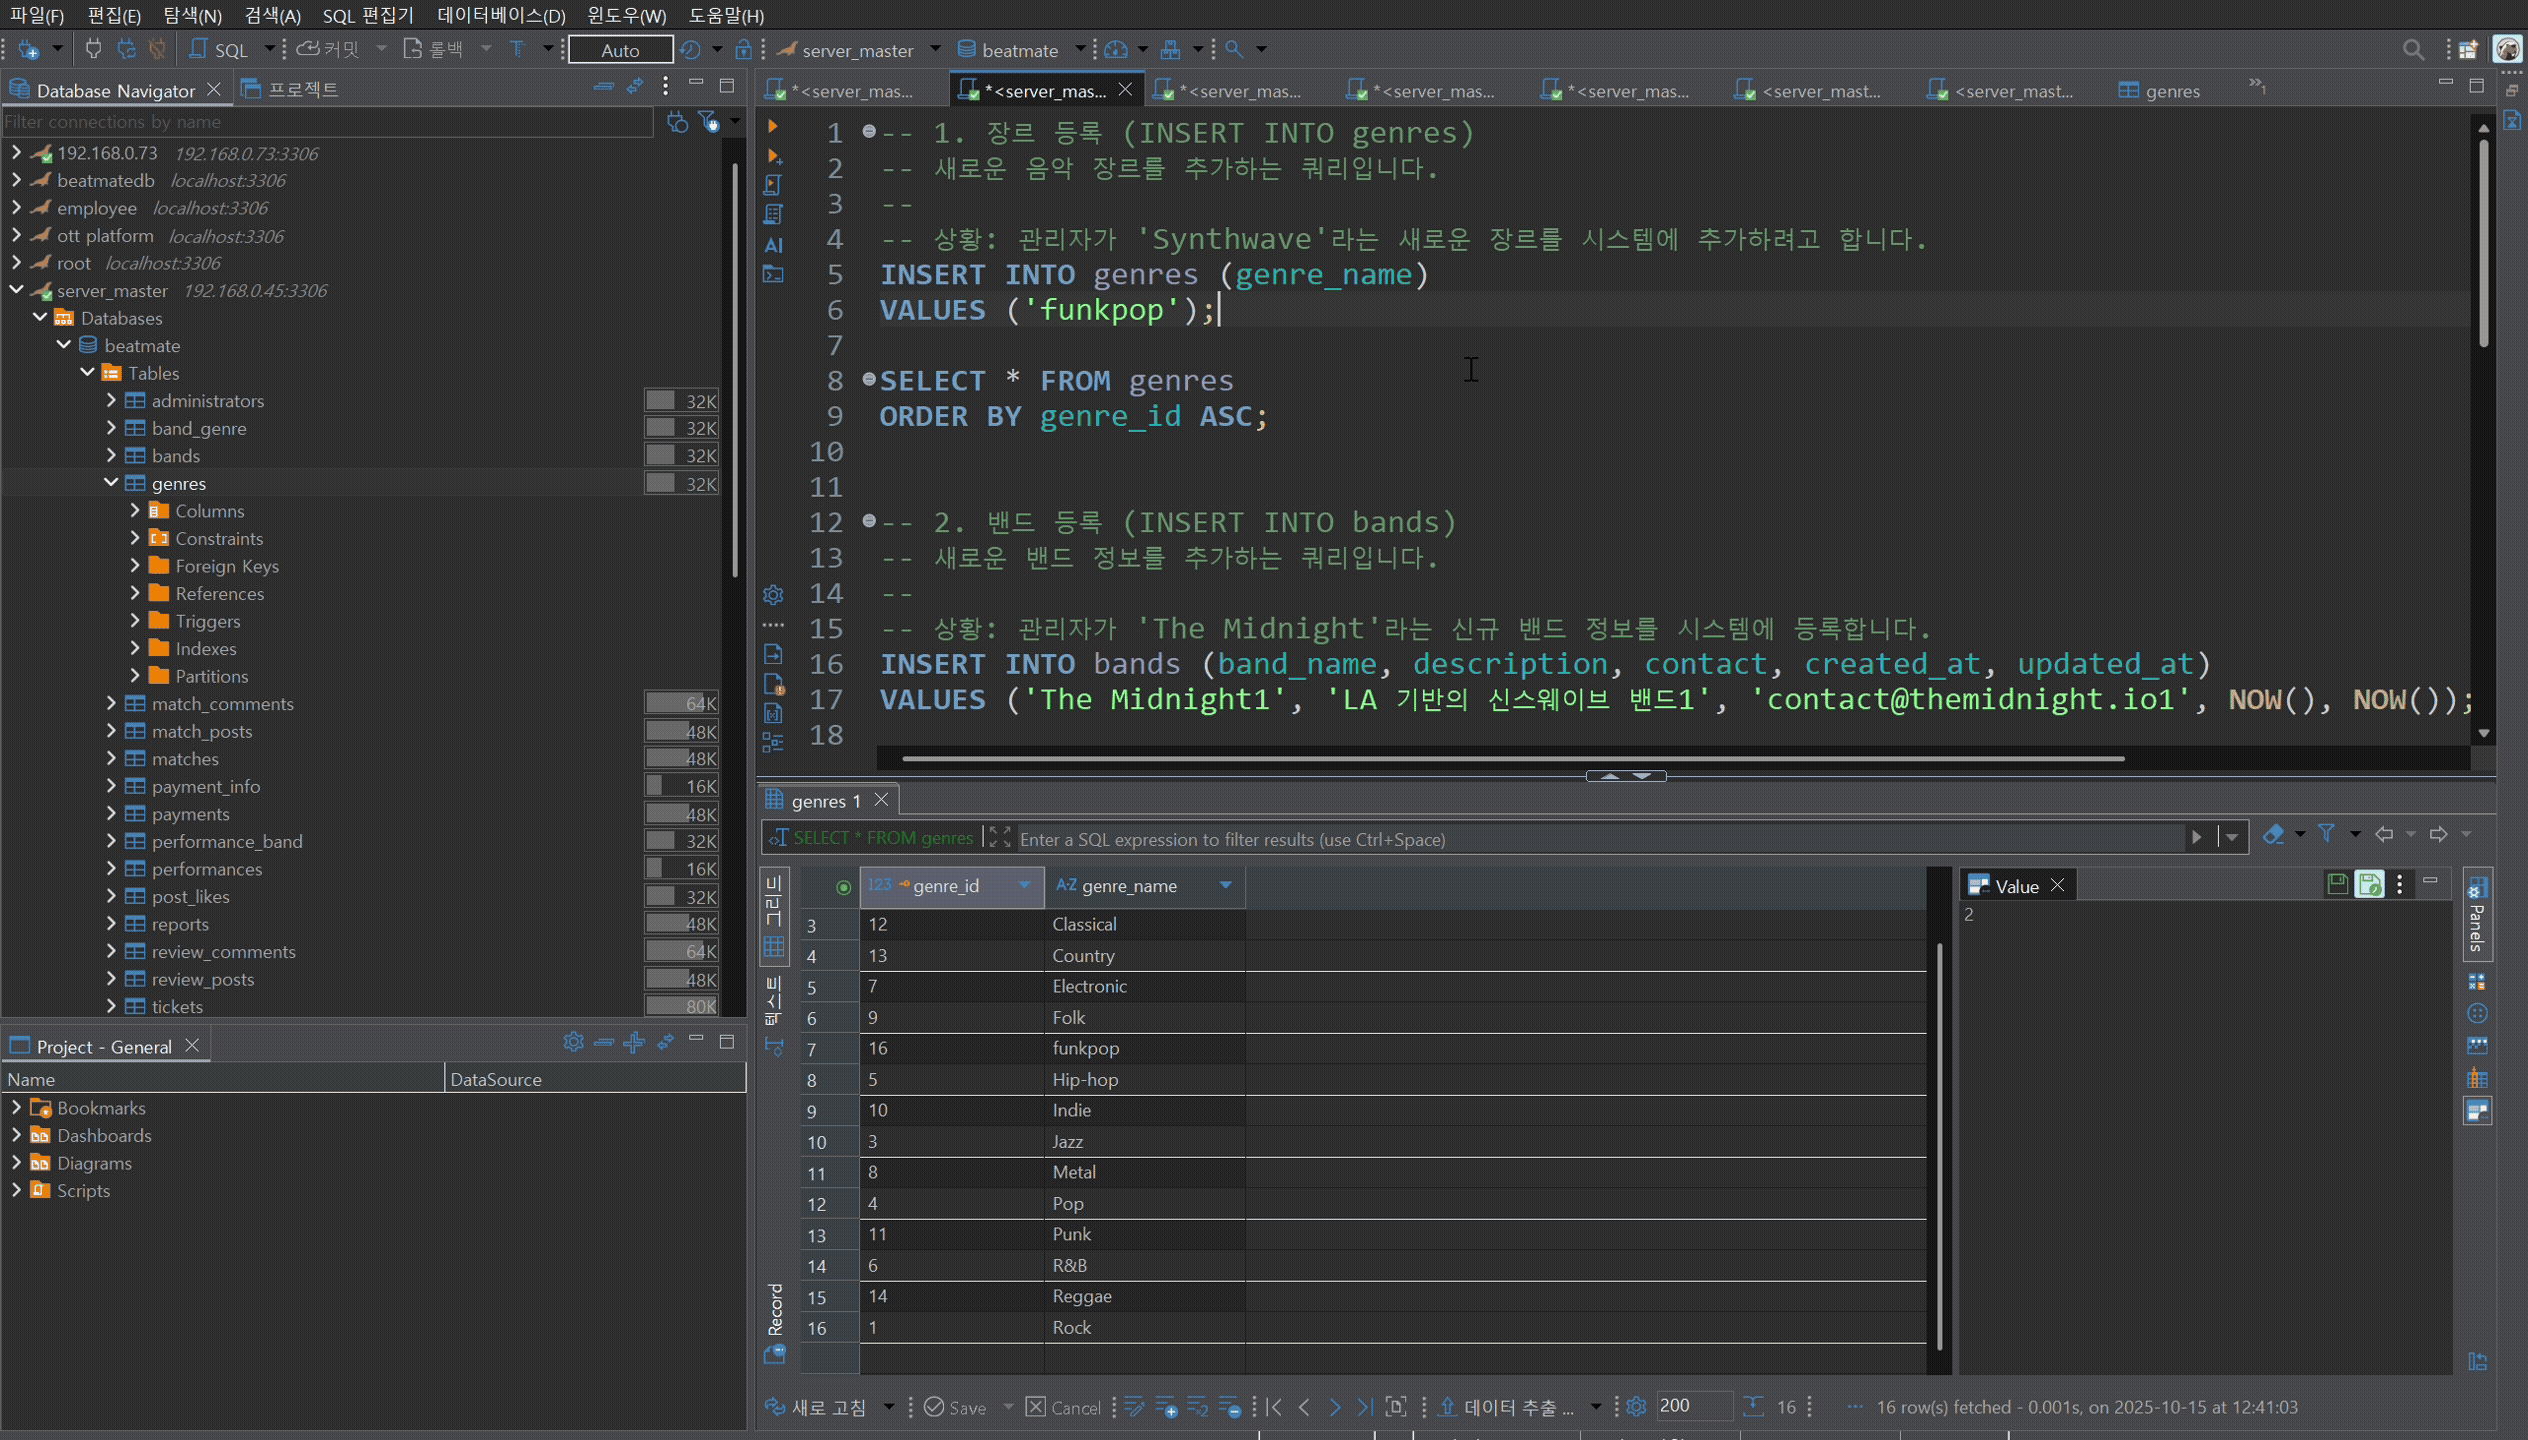 파일(F) 편집(E) 탐색(N) 검색(A) SQL 편집기 데이터베이스(D) 윈도우(W) 도움말(H)
SQL 커밋 롤백 T Auto server_master beatmate
Database Navigator 프로젝트
Filter connections by name
192.168.0.73 192.168.0.73:3306
beatmatedb localhost:3306
employee localhost:3306
ott platform localhost:3306
root localhost:3306
server_master 192.168.0.45:3306
Databases
beatmate
Tables
administrators 32K
band_genre 32K
bands 32K
genres 32K
Columns
Constraints
Foreign Keys
References
Triggers
Indexes
Partitions
match_comments 64K
match_posts 48K
matches 48K
payment_info 16K
payments 48K
performance_band 32K
performances 16K
post_likes 32K
reports 48K
review_comments 64K
review_posts 48K
tickets 80K
Project - General
Name DataSource
Bookmarks
Dashboards
Diagrams
Scripts
*<server_mas... *<server_mas... *<server_mas... *<server_mas... *<server_mas... <server_mast... <server_mast... genres »1
AI
1 -- 1. 장르 등록 (INSERT INTO genres)
2 -- 새로운 음악 장르를 추가하는 쿼리입니다.
3 --
4 -- 상황: 관리자가 'Synthwave'라는 새로운 장르를 시스템에 추가하려고 합니다.
5 INSERT INTO genres (genre_name)
6 VALUES ('funkpop');
7
8 SELECT * FROM genres
9 ORDER BY genre_id ASC;
10
11
12 -- 2. 밴드 등록 (INSERT INTO bands)
13 -- 새로운 밴드 정보를 추가하는 쿼리입니다.
14 --
15 -- 상황: 관리자가 'The Midnight'라는 신규 밴드 정보를 시스템에 등록합니다.
16 INSERT INTO bands (band_name, description, contact, created_at, updated_at)
17 VALUES ('The Midnight1', 'LA 기반의 신스웨이브 밴드1', 'contact@themidnight.io1', NOW(), NOW());
18
genres 1
SELECT * FROM genres Enter a SQL expression to filter results (use Ctrl+Space)
그리드
텍스트
Record
123 genre_id A-Z genre_name
3 12 Classical
4 13 Country
5 7 Electronic
6 9 Folk
7 16 funkpop
8 5 Hip-hop
9 10 Indie
10 3 Jazz
11 8 Metal
12 4 Pop
13 11 Punk
14 6 R&B
15 14 Reggae
16 1 Rock
Value
2
Panels
새로 고침 Save Cancel 데이터 추출 ... 200 16 ... 16 row(s) fetched - 0.001s, on 2025-10-15 at 12:41:03